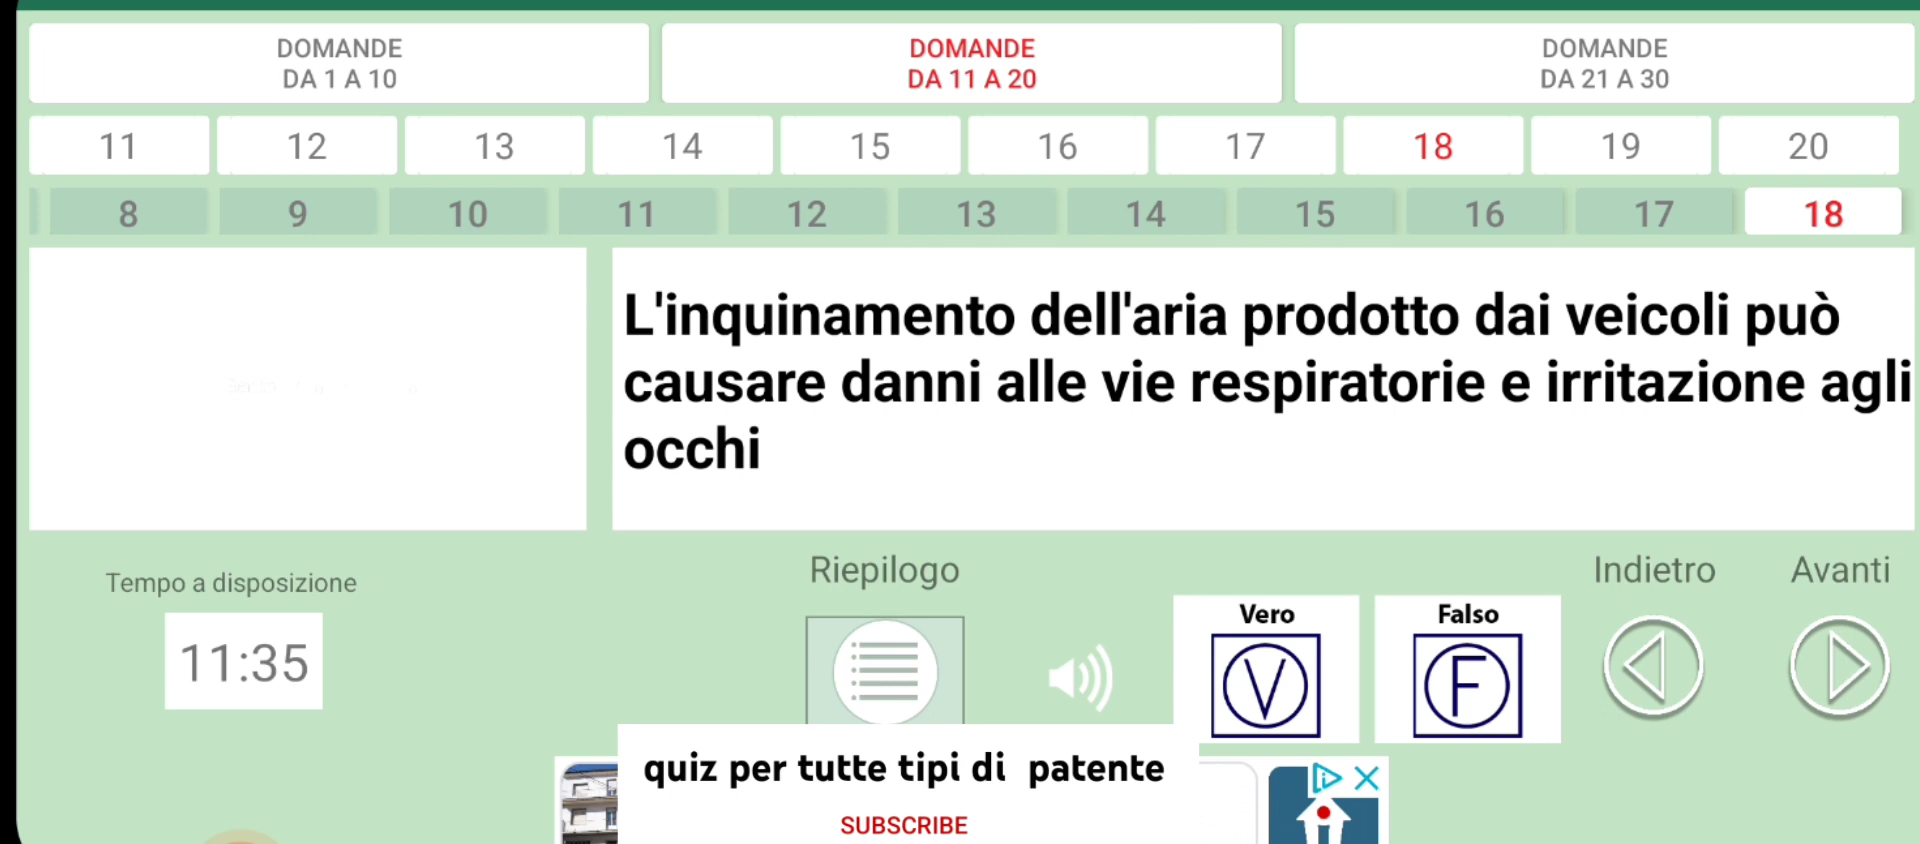 DOMANDE
DA 1 A 10
DOMANDE
DA 11 A 20
DOMANDE
DA 21 A 30
11 12 13 14 15 16 17 18 19 20
8 9 10 11 12 13 14 15 16 17 18
L'inquinamento dell'aria prodotto dai veicoli può
causare danni alle vie respiratorie e irritazione agli
occhi
Tempo a disposizione
11:35
Riepilogo
Vero
V
Falso
F
Indietro
Avanti
quiz per tutte tipi di patente
SUBSCRIBE